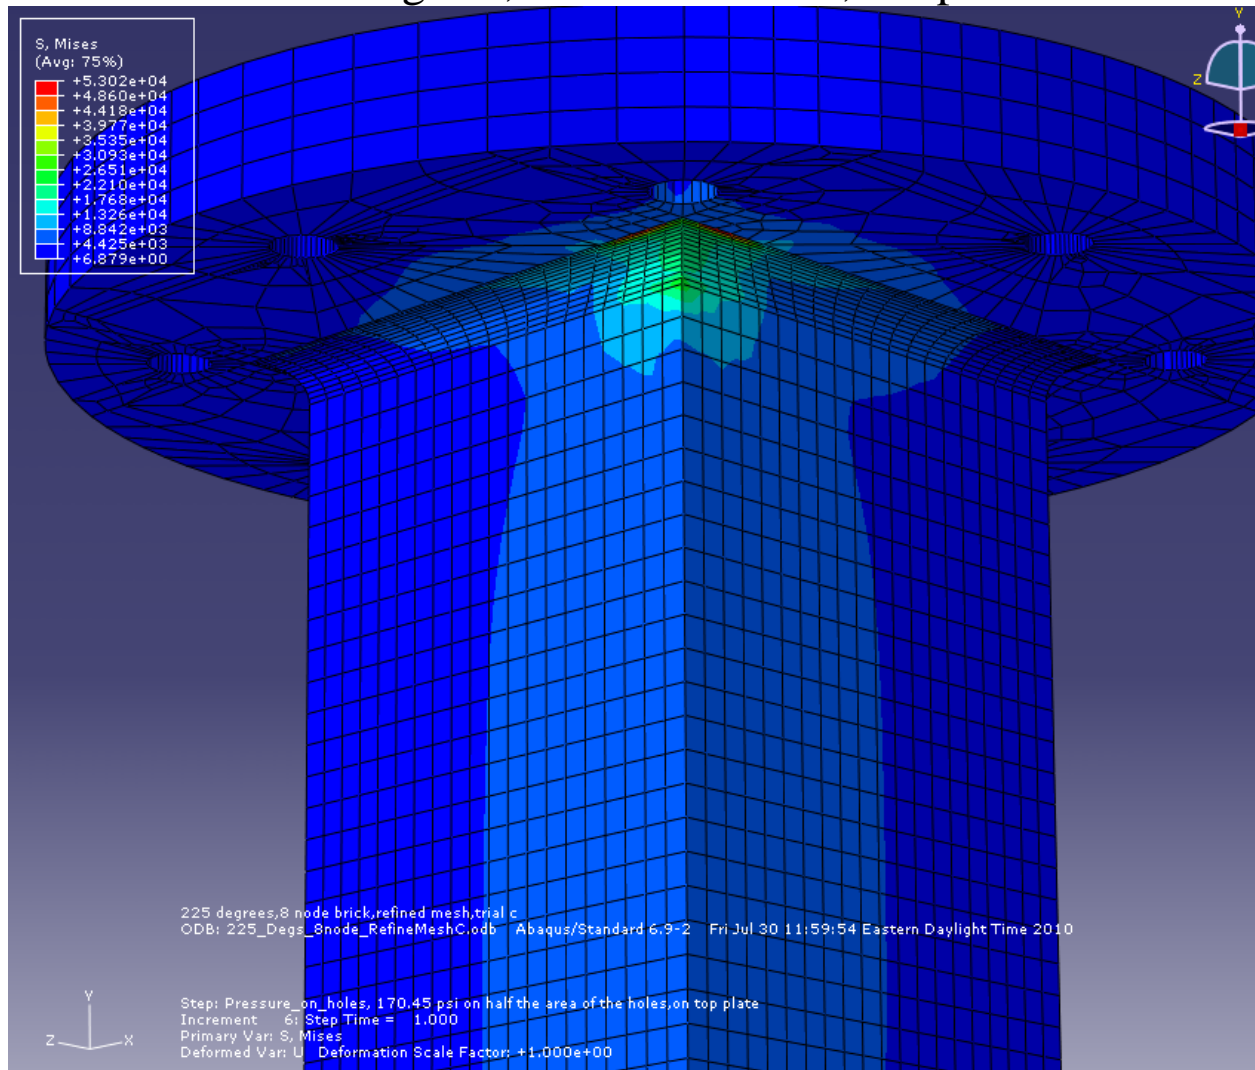 S, Mises
(Avg: 75%)
+5.302e+04
+4.860e+04
+4.418e+04
+3.977e+04
+3.535e+04
+3.093e+04
+2.651e+04
+2.210e+04
+1.768e+04
+1.326e+04
+8.842e+03
+4.425e+03
+6.879e+00
Y
Z
225 degrees,8 node brick,refined mesh,trial c
ODB: 225_Degs_8node_RefineMeshC.odb Abaqus/Standard 6.9-2 Fri Jul 30 11:59:54 Eastern Daylight Time 2010
Y
Z
X
Step: Pressure_on_holes, 170.45 psi on half the area of the holes,on top plate
Increment 6: Step Time = 1.000
Primary Var: S, Mises
Deformed Var: U Deformation Scale Factor: +1.000e+00